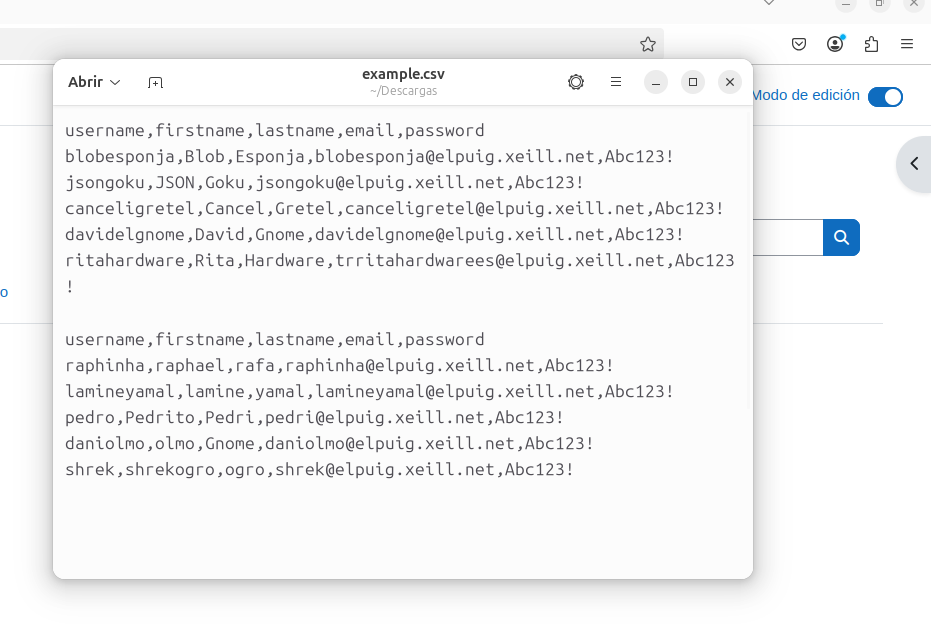 Abrir
example.csv
~/Descargas
Modo de edición
username,firstname,lastname,email,password
blobesponja,Blob,Esponja,blobesponja@elpuig.xeill.net,Abc123!
jsongoku,JSON,Goku,jsongoku@elpuig.xeill.net,Abc123!
canceligretel,Cancel,Gretel,canceligretel@elpuig.xeill.net,Abc123!
davidelgnome,David,Gnome,davidelgnome@elpuig.xeill.net,Abc123!
ritahardware,Rita,Hardware,trritahardwarees@elpuig.xeill.net,Abc123
!
o
username,firstname,lastname,email,password
raphinha,raphael,rafa,raphinha@elpuig.xeill.net,Abc123!
lamineyamal,lamine,yamal,lamineyamal@elpuig.xeill.net,Abc123!
pedro,Pedrito,Pedri,pedri@elpuig.xeill.net,Abc123!
daniolmo,olmo,Gnome,daniolmo@elpuig.xeill.net,Abc123!
shrek,shrekogro,ogro,shrek@elpuig.xeill.net,Abc123!